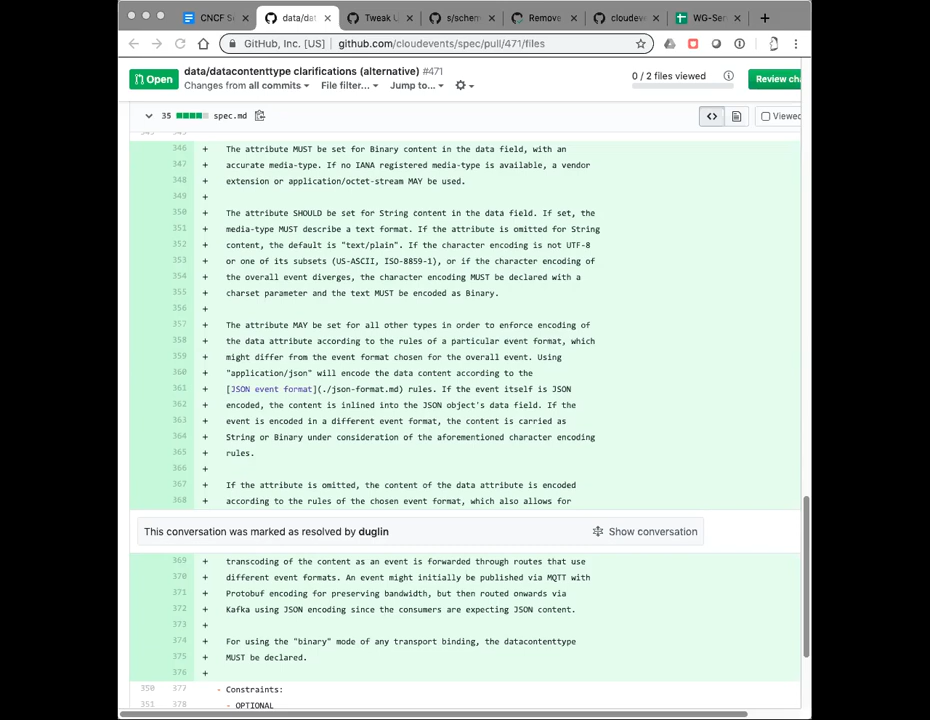 CNCF S
data/dat
Tweak U
s/schem
Remove
cloudev
WG-Ser
GitHub, Inc. [US] | github.com/cloudevents/spec/pull/471/files
Open
data/datacontenttype clarifications (alternative) #471
Changes from all commits
File filter...
Jump to...
0 / 2 files viewed
Review cha
35 spec.md
Viewed
346 + The attribute MUST be set for Binary content in the data field, with an
347 + accurate media-type. If no IANA registered media-type is available, a vendor
348 + extension or application/octet-stream MAY be used.
349 +
350 + The attribute SHOULD be set for String content in the data field. If set, the
351 + media-type MUST describe a text format. If the attribute is omitted for String
352 + content, the default is "text/plain". If the character encoding is not UTF-8
353 + or one of its subsets (US-ASCII, ISO-8859-1), or if the character encoding of
354 + the overall event diverges, the character encoding MUST be declared with a
355 + charset parameter and the text MUST be encoded as Binary.
356 +
357 + The attribute MAY be set for all other types in order to enforce encoding of
358 + the data attribute according to the rules of a particular event format, which
359 + might differ from the event format chosen for the overall event. Using
360 + "application/json" will encode the data content according to the
361 + [JSON event format](./json-format.md) rules. If the event itself is JSON
362 + encoded, the content is inlined into the JSON object's data field. If the
363 + event is encoded in a different event format, the content is carried as
364 + String or Binary under consideration of the aforementioned character encoding
365 + rules.
366 +
367 + If the attribute is omitted, the content of the data attribute is encoded
368 + according to the rules of the chosen event format, which also allows for
This conversation was marked as resolved by duglin
Show conversation
369 + transcoding of the content as an event is forwarded through routes that use
370 + different event formats. An event might initially be published via MQTT with
371 + Protobuf encoding for preserving bandwidth, but then routed onwards via
372 + Kafka using JSON encoding since the consumers are expecting JSON content.
373 +
374 + For using the "binary" mode of any transport binding, the datacontenttype
375 + MUST be declared.
376 +
350 377 - Constraints:
351 378 - OPTIONAL